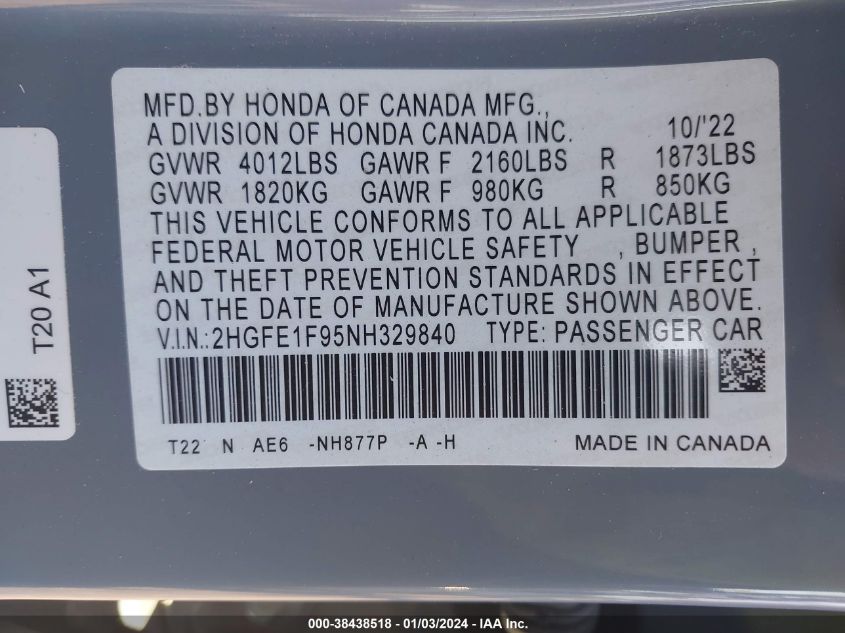 MFD.BY HONDA OF CANADA MFG.,
A DIVISION OF HONDA CANADA INC. 10/'22
GVWR 4012LBS GAWR F 2160LBS R 1873LBS
GVWR 1820KG GAWR F 980KG R 850KG
THIS VEHICLE CONFORMS TO ALL APPLICABLE
FEDERAL MOTOR VEHICLE SAFETY , BUMPER ,
AND THEFT PREVENTION STANDARDS IN EFFECT
ON THE DATE OF MANUFACTURE SHOWN ABOVE.
V.I.N.:2HGFE1F95NH329840 TYPE: PASSENGER CAR
T22 N AE6 -NH877P -A -H MADE IN CANADA
T20 A1
000-38438518 - 01/03/2024 - IAA Inc.